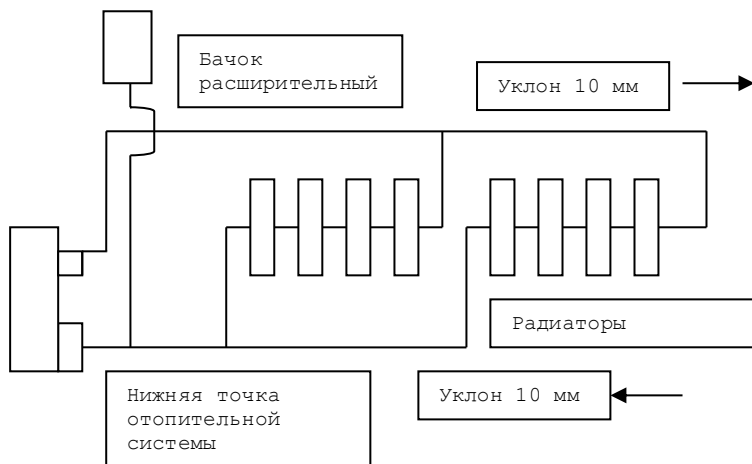 Бачок
расширительный
Уклон 10 мм
Радиаторы
Нижняя точка
отопительной
системы
Уклон 10 мм